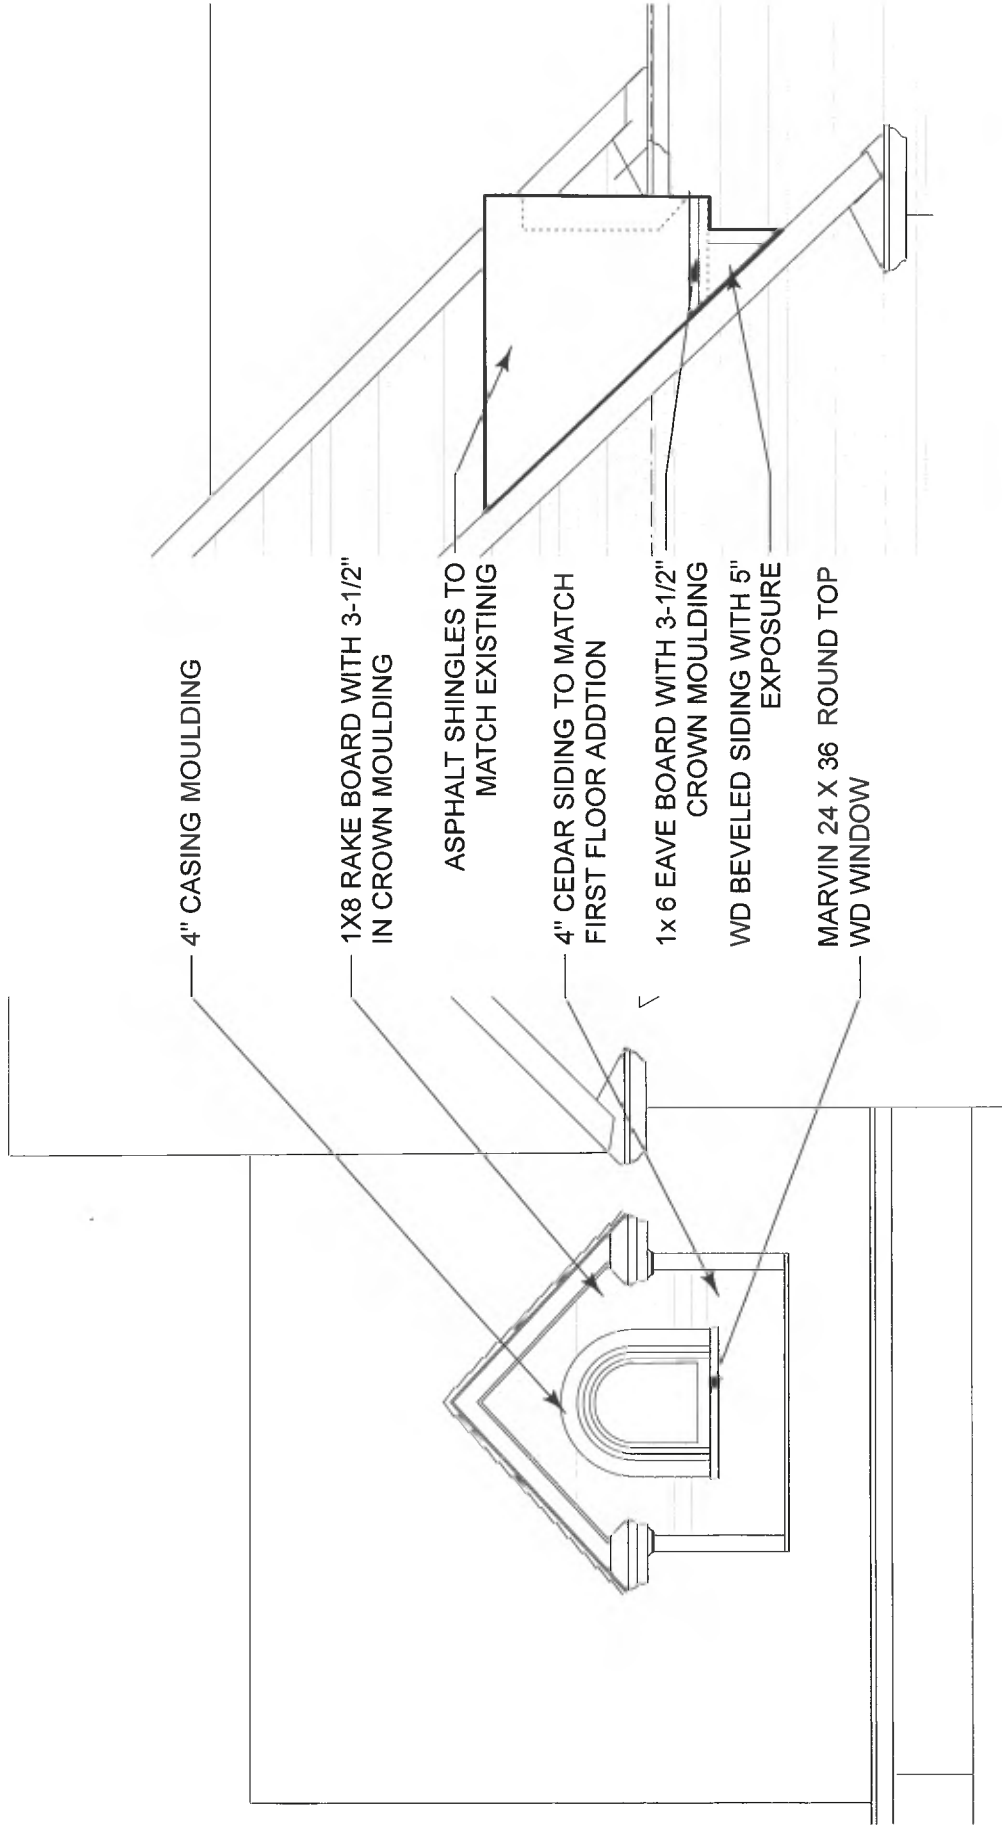 4" CASING MOULDING
1X8 RAKE BOARD WITH 3-1/2"
IN CROWN MOULDING
ASPHALT SHINGLES TO
MATCH EXISTINIG
4" CEDAR SIDING TO MATCH
FIRST FLOOR ADDTION
1x 6 EAVE BOARD WITH 3-1/2"
CROWN MOULDING
WD BEVELED SIDING WITH 5"
EXPOSURE
MARVIN 24 X 36 ROUND TOP
WD WINDOW